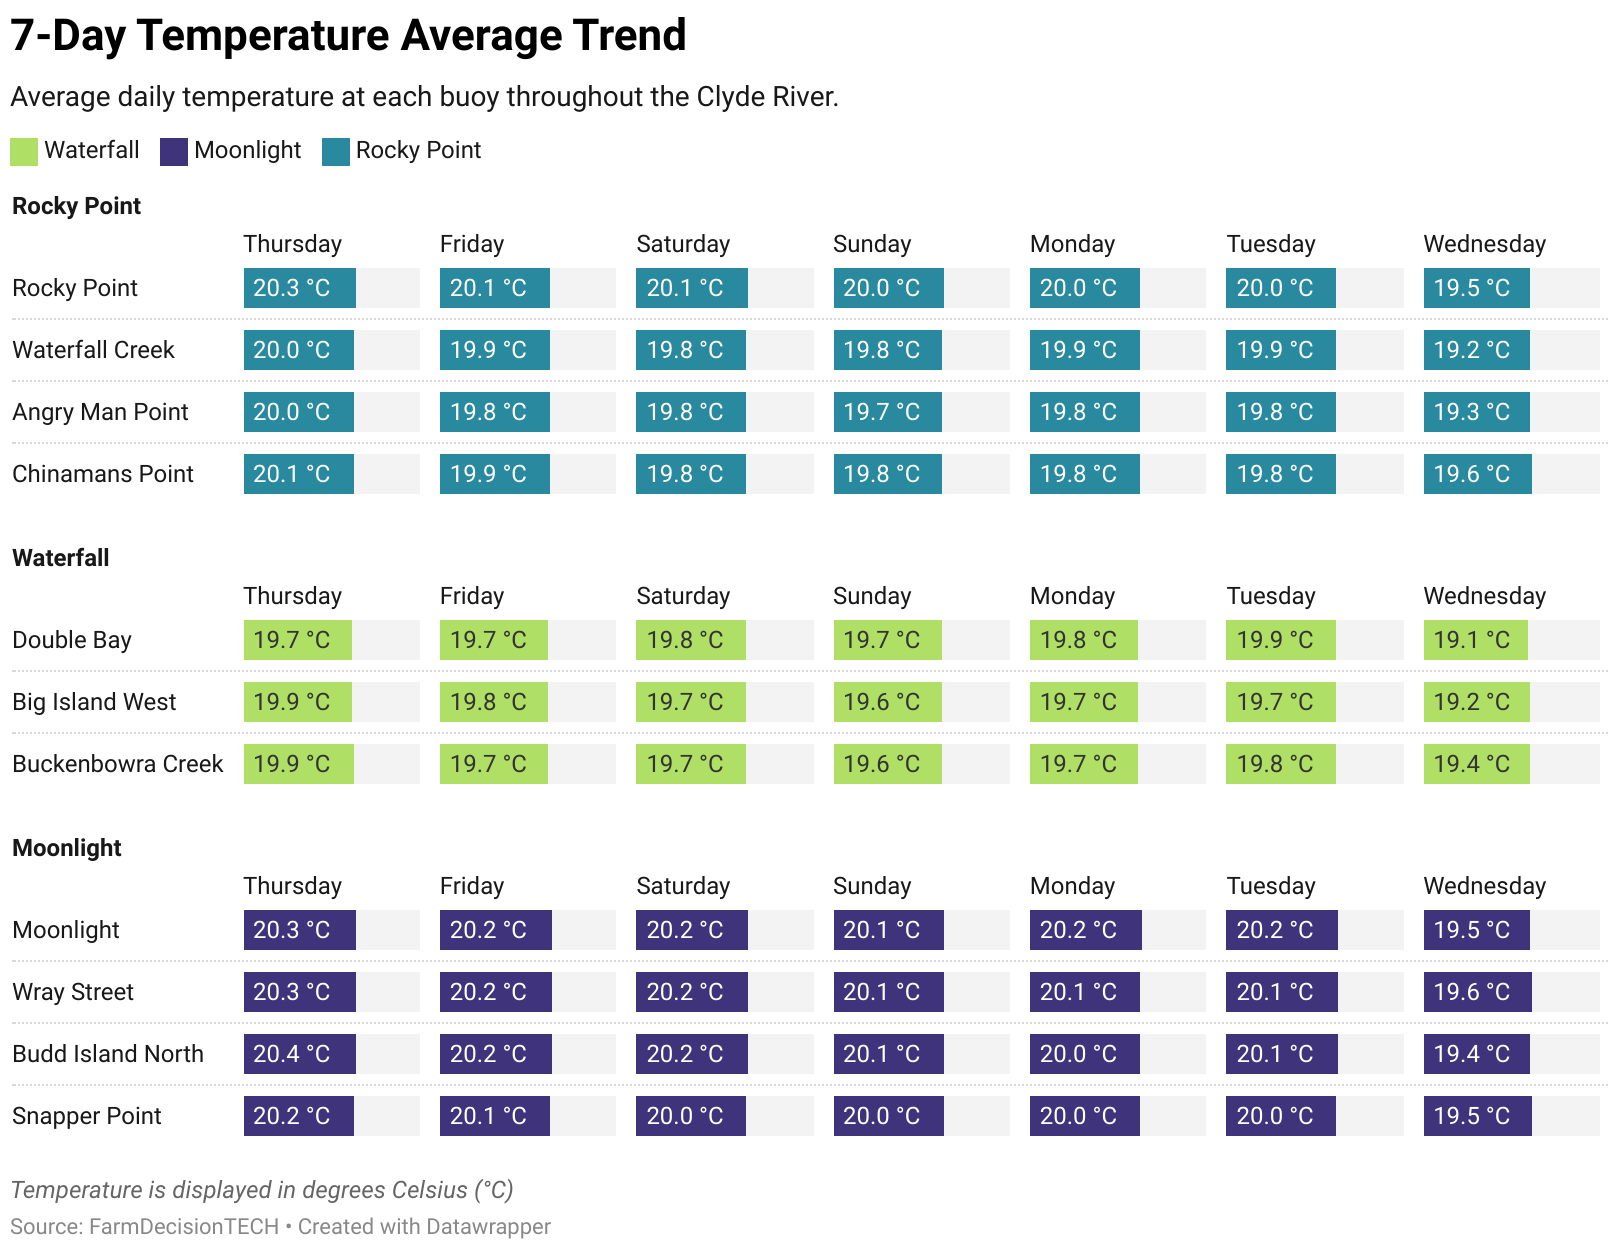 7-Day Temperature Average Trend
Average daily temperature at each buoy throughout the Clyde River.
Waterfall Moonlight Rocky Point
Rocky Point
Thursday Friday Saturday Sunday Monday Tuesday Wednesday
Rocky Point 20.3 °C 20.1 °C 20.1 °C 20.0 °C 20.0 °C 20.0 °C 19.5 °C
Waterfall Creek 20.0 °C 19.9 °C 19.8 °C 19.8 °C 19.9 °C 19.9 °C 19.2 °C
Angry Man Point 20.0 °C 19.8 °C 19.8 °C 19.7 °C 19.8 °C 19.8 °C 19.3 °C
Chinamans Point 20.1 °C 19.9 °C 19.8 °C 19.8 °C 19.8 °C 19.8 °C 19.6 °C
Waterfall
Thursday Friday Saturday Sunday Monday Tuesday Wednesday
Double Bay 19.7 °C 19.7 °C 19.8 °C 19.7 °C 19.8 °C 19.9 °C 19.1 °C
Big Island West 19.9 °C 19.8 °C 19.7 °C 19.6 °C 19.7 °C 19.7 °C 19.2 °C
Buckenbowra Creek 19.9 °C 19.7 °C 19.7 °C 19.6 °C 19.7 °C 19.8 °C 19.4 °C
Moonlight
Thursday Friday Saturday Sunday Monday Tuesday Wednesday
Moonlight 20.3 °C 20.2 °C 20.2 °C 20.1 °C 20.2 °C 20.2 °C 19.5 °C
Wray Street 20.3 °C 20.2 °C 20.2 °C 20.1 °C 20.1 °C 20.1 °C 19.6 °C
Budd Island North 20.4 °C 20.2 °C 20.2 °C 20.1 °C 20.0 °C 20.1 °C 19.4 °C
Snapper Point 20.2 °C 20.1 °C 20.0 °C 20.0 °C 20.0 °C 20.0 °C 19.5 °C
Temperature is displayed in degrees Celsius (°C)
Source: FarmDecisionTECH • Created with Datawrapper